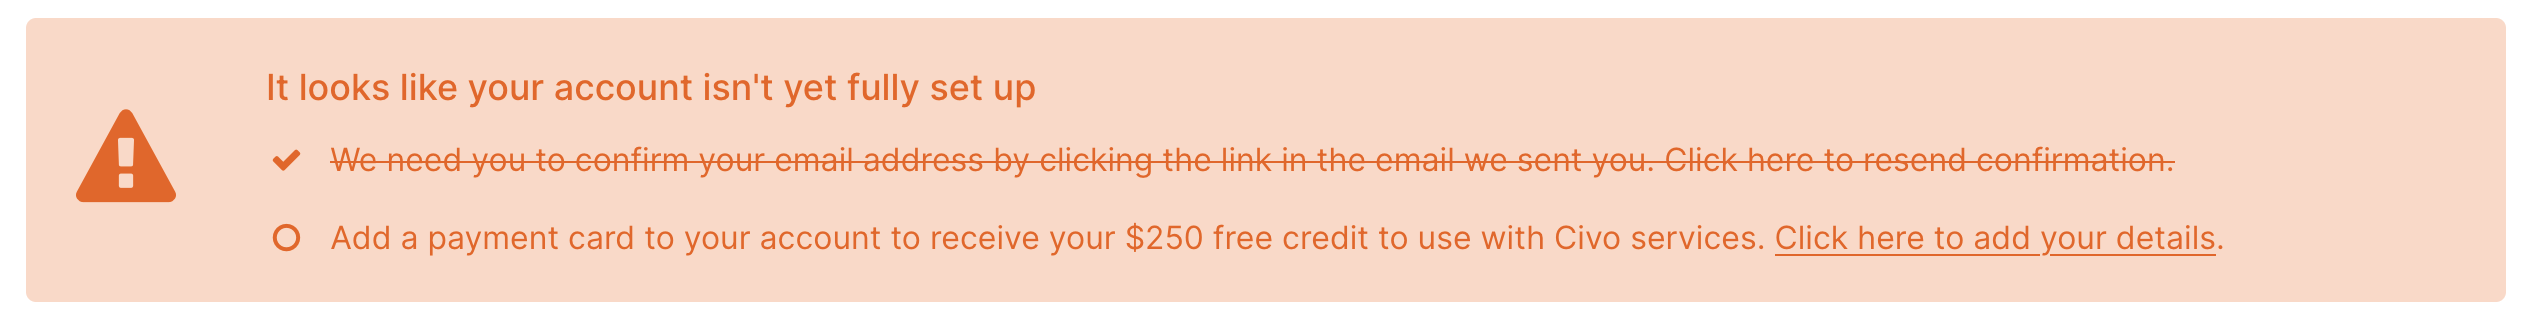 It looks like your account isn't yet fully set up
We need you to confirm your email address by clicking the link in the email we sent you. Click here to resend confirmation.
Add a payment card to your account to receive your $250 free credit to use with Civo services. Click here to add your details.